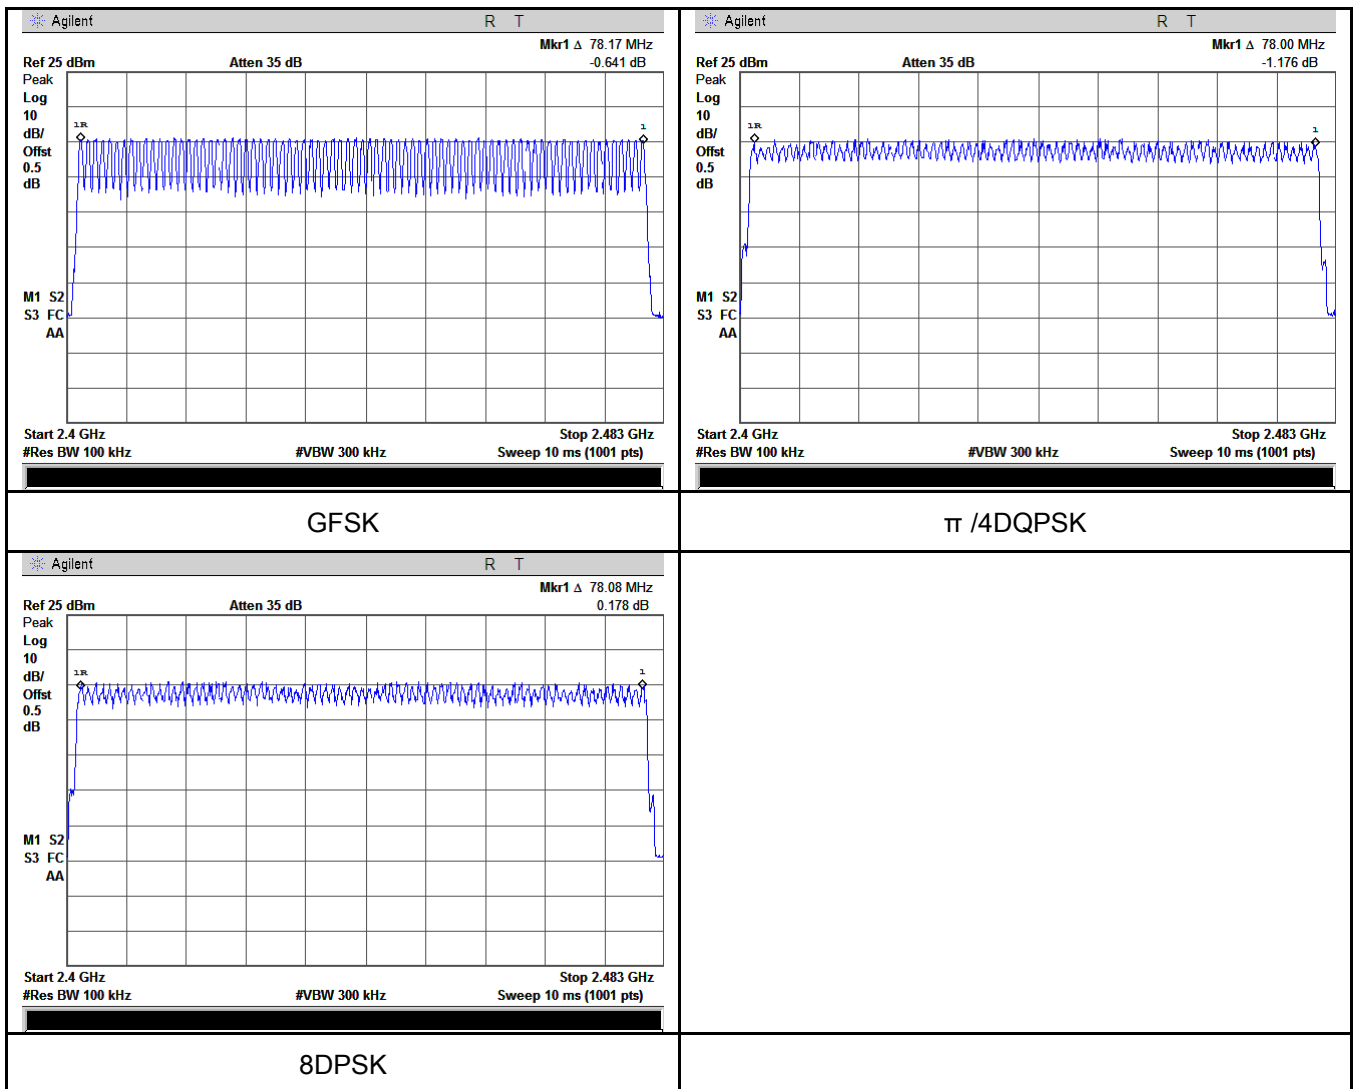 Agilent R T
Mkr1 Δ 78.17 MHz
Ref 25 dBm Atten 35 dB -0.641 dB
Peak
Log
10
dB/
Offst
0.5
dB
1R
1
M1 S2
S3 FC
AA
Start 2.4 GHz Stop 2.483 GHz
#Res BW 100 kHz #VBW 300 kHz Sweep 10 ms (1001 pts)
GFSK
Agilent R T
Mkr1 Δ 78.00 MHz
Ref 25 dBm Atten 35 dB -1.176 dB
Peak
Log
10
dB/
Offst
0.5
dB
1R
1
M1 S2
S3 FC
AA
Start 2.4 GHz Stop 2.483 GHz
#Res BW 100 kHz #VBW 300 kHz Sweep 10 ms (1001 pts)
π /4DQPSK
Agilent R T
Mkr1 Δ 78.08 MHz
Ref 25 dBm Atten 35 dB 0.178 dB
Peak
Log
10
dB/
Offst
0.5
dB
1R
1
M1 S2
S3 FC
AA
Start 2.4 GHz Stop 2.483 GHz
#Res BW 100 kHz #VBW 300 kHz Sweep 10 ms (1001 pts)
8DPSK